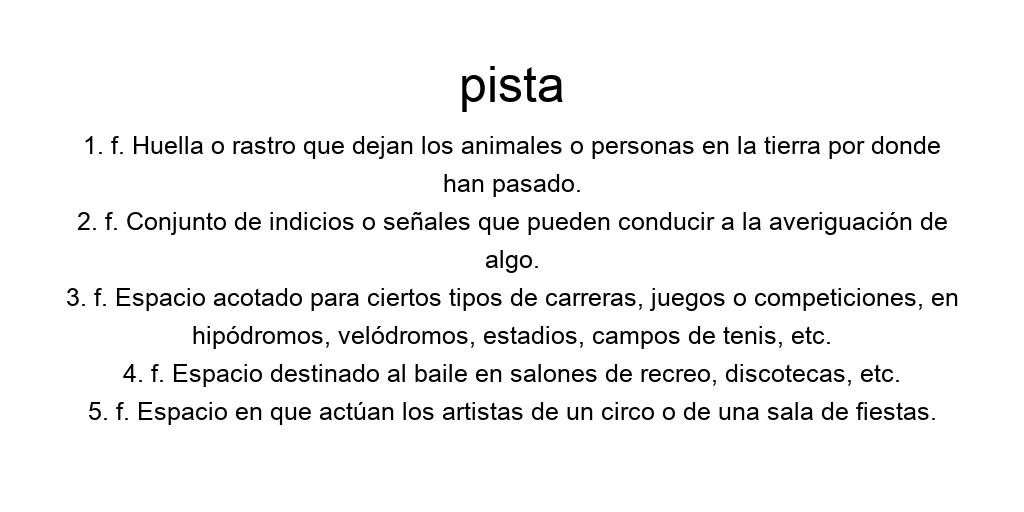 pista
1. f. Huella o rastro que dejan los animales o personas en la tierra por donde
han pasado.
2. f. Conjunto de indicios o señales que pueden conducir a la averiguación de
algo.
3. f. Espacio acotado para ciertos tipos de carreras, juegos o competiciones, en
hipódromos, velódromos, estadios, campos de tenis, etc.
4. f. Espacio destinado al baile en salones de recreo, discotecas, etc.
5. f. Espacio en que actúan los artistas de un circo o de una sala de fiestas.